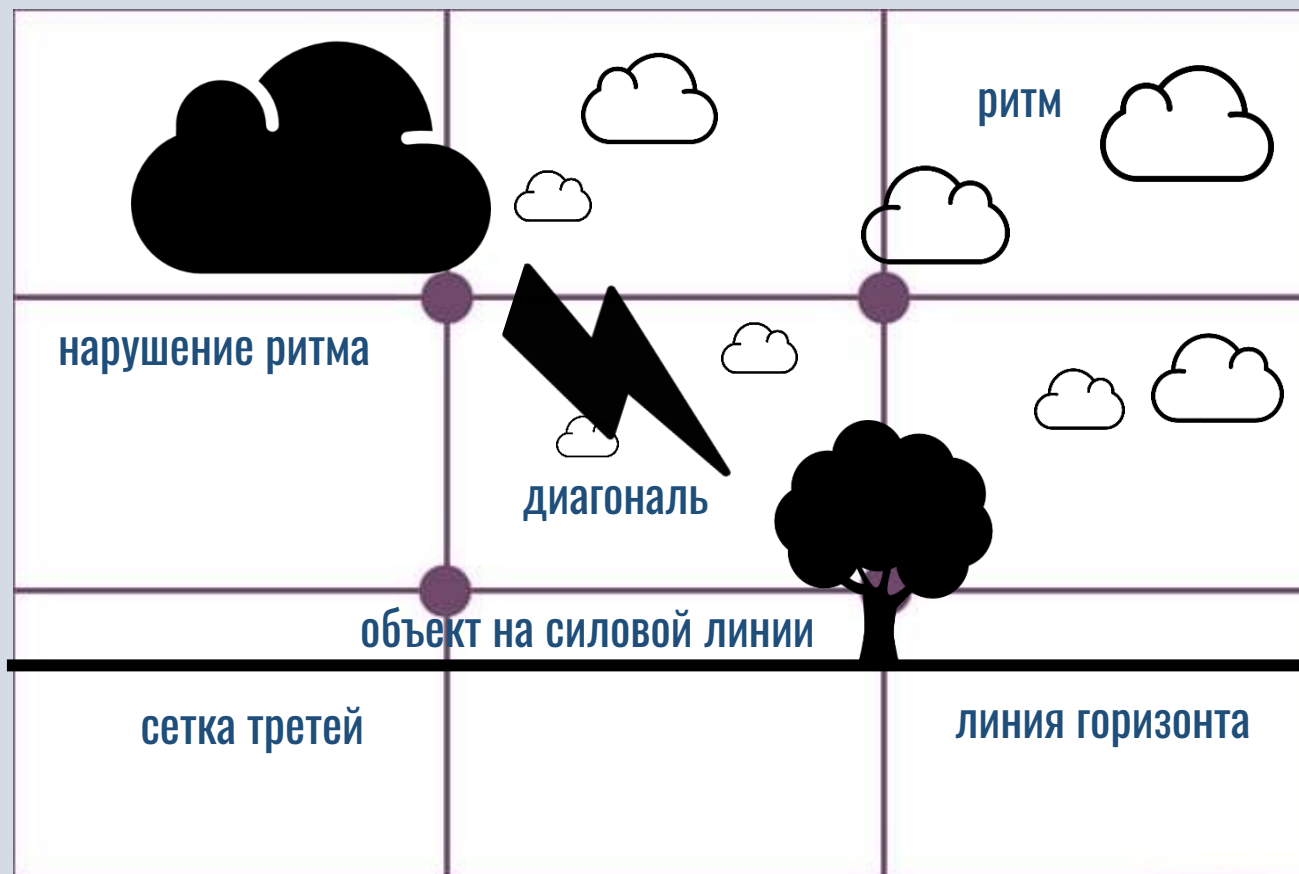 ритм
нарушение ритма
диагональ
объект на силовой линии
сетка третей
линия горизонта